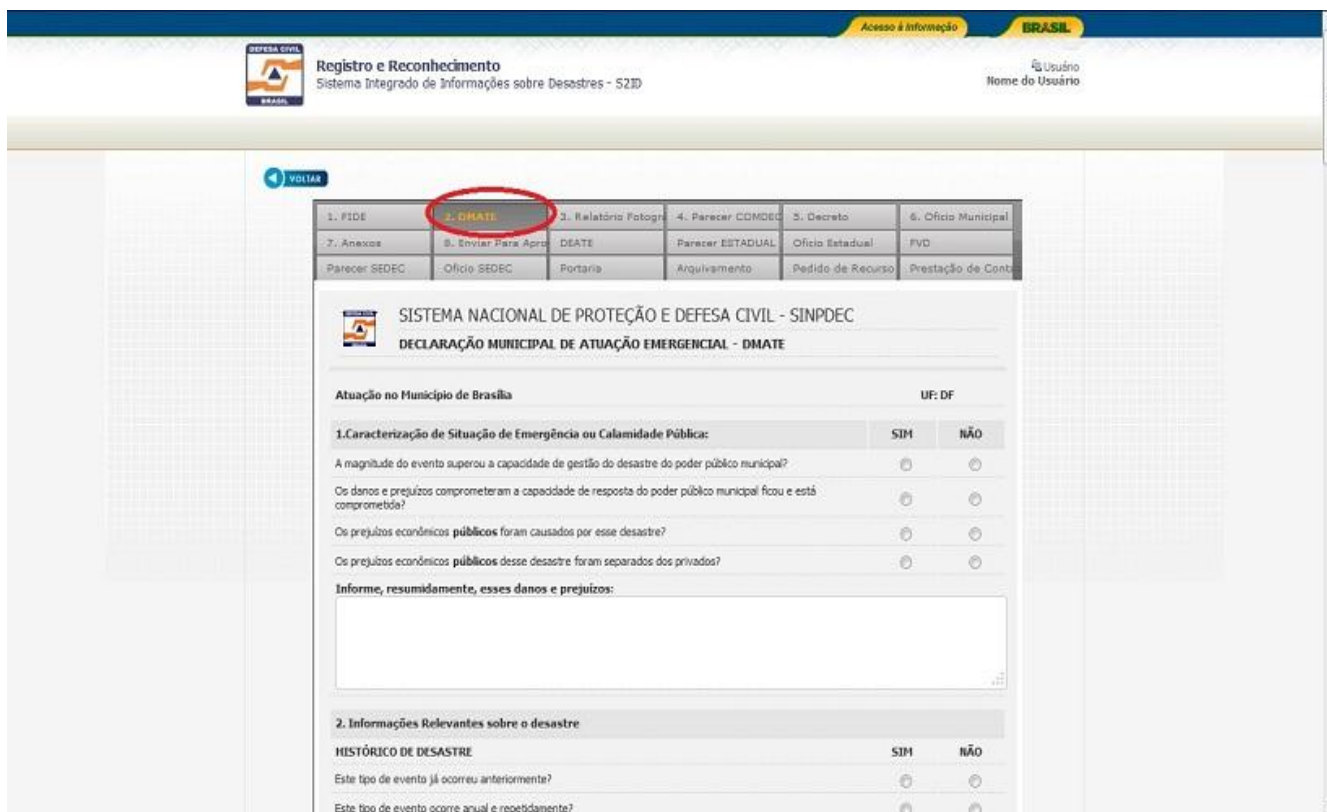 Acesso à Informação
BRASIL
DEFESA CIVIL
BRASIL
Registro e Reconhecimento
Sistema Integrado de Informações sobre Desastres - S2ID
Usuário
Nome do Usuário
VOLTAR
1. FIDE
2. DMATE
3. Relatório Fotogr
4. Parecer COMDEC
5. Decreto
6. Oficio Municipal
7. Anexos
8. Enviar Para Apro
DEATE
Parecer ESTADUAL
Oficio Estadual
FVD
Parecer SEDEC
Oficio SEDEC
Portaria
Arquivamento
Pedido de Recurso
Prestação de Conta
SISTEMA NACIONAL DE PROTEÇÃO E DEFESA CIVIL - SINPDEC
DECLARAÇÃO MUNICIPAL DE ATUAÇÃO EMERGENCIAL - DMATE
Atuação no Município de Brasília UF: DF
1.Caracterização de Situação de Emergência ou Calamidade Pública: SIM NÃO
A magnitude do evento superou a capacidade de gestão do desastre do poder público municipal?
Os danos e prejuízos comprometeram a capacidade de resposta do poder público municipal ficou e está
comprometida?
Os prejuízos econômicos públicos foram causados por esse desastre?
Os prejuízos econômicos públicos desse desastre foram separados dos privados?
Informe, resumidamente, esses danos e prejuízos:
2. Informações Relevantes sobre o desastre
HISTÓRICO DE DESASTRE SIM NÃO
Este tipo de evento já ocorreu anteriormente?
Este tipo de evento ocorre anual e repetidamente?